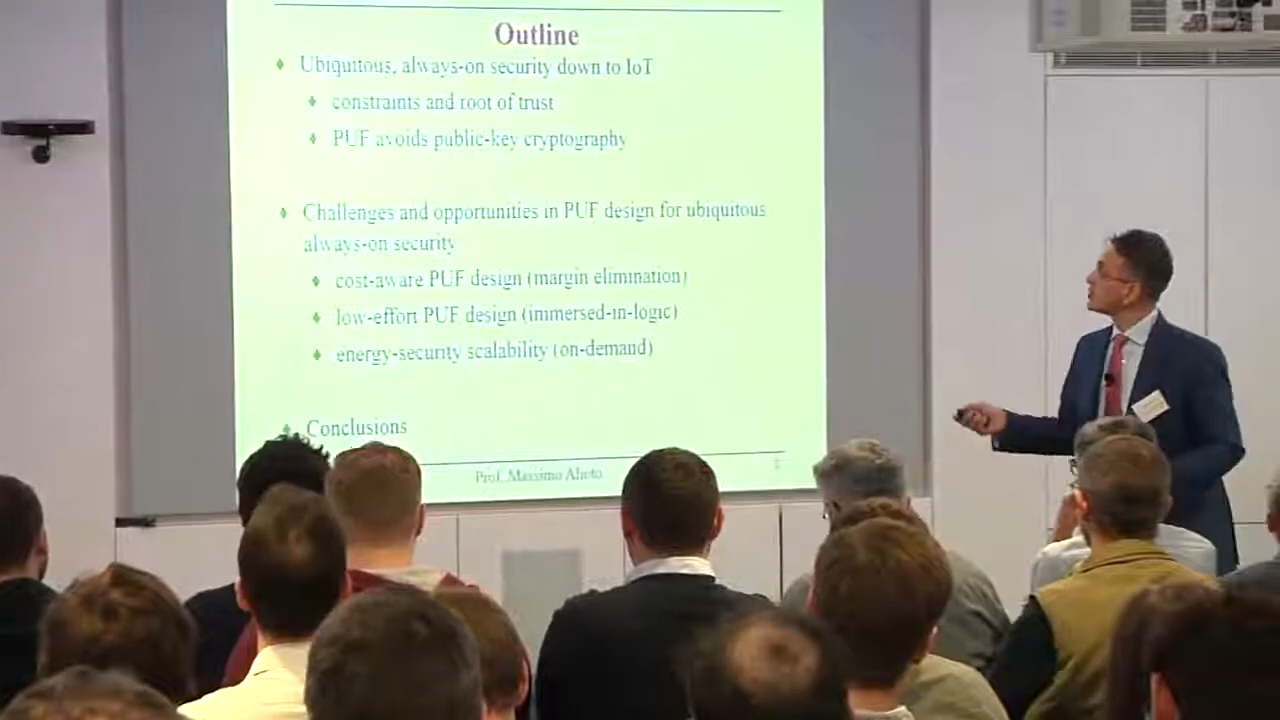 Outline
Ubiquitous, always-on security down to IoT
constraints and root of trust
PUF avoids public-key cryptography
Challenges and opportunities in PUF design for ubiquitous
always-on security
cost-aware PUF design (margin elimination)
low-effort PUF design (immersed-in-logic)
energy-security scalability (on-demand)
Conclusions
Prof. Massimo Alioto